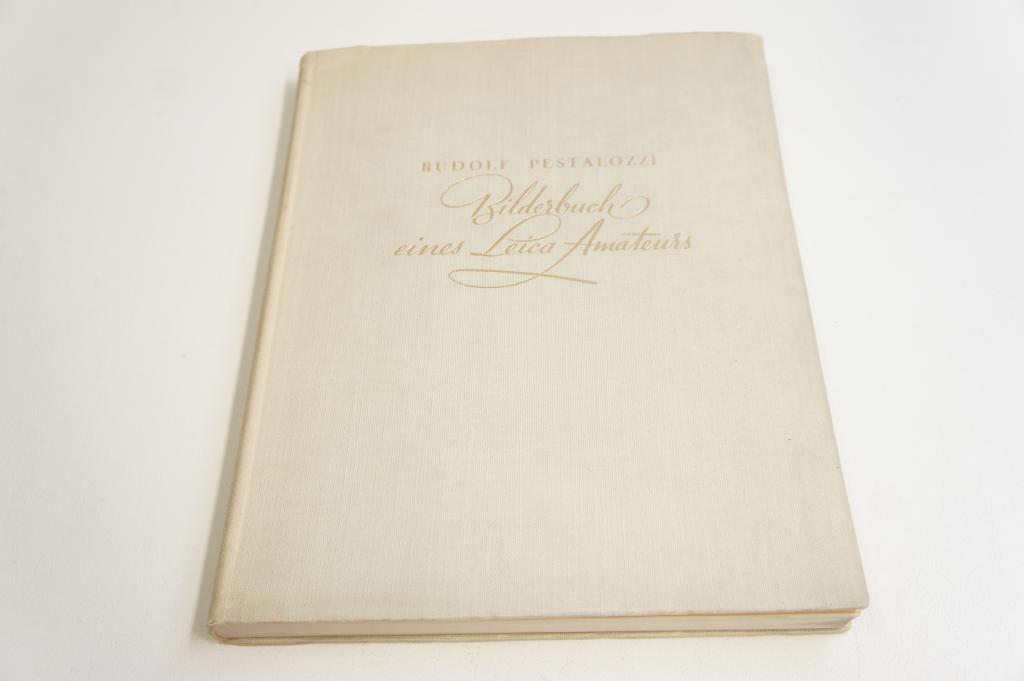 RUDOLF PESTALOZZI
Bilderbuch
eines Leica Amateurs